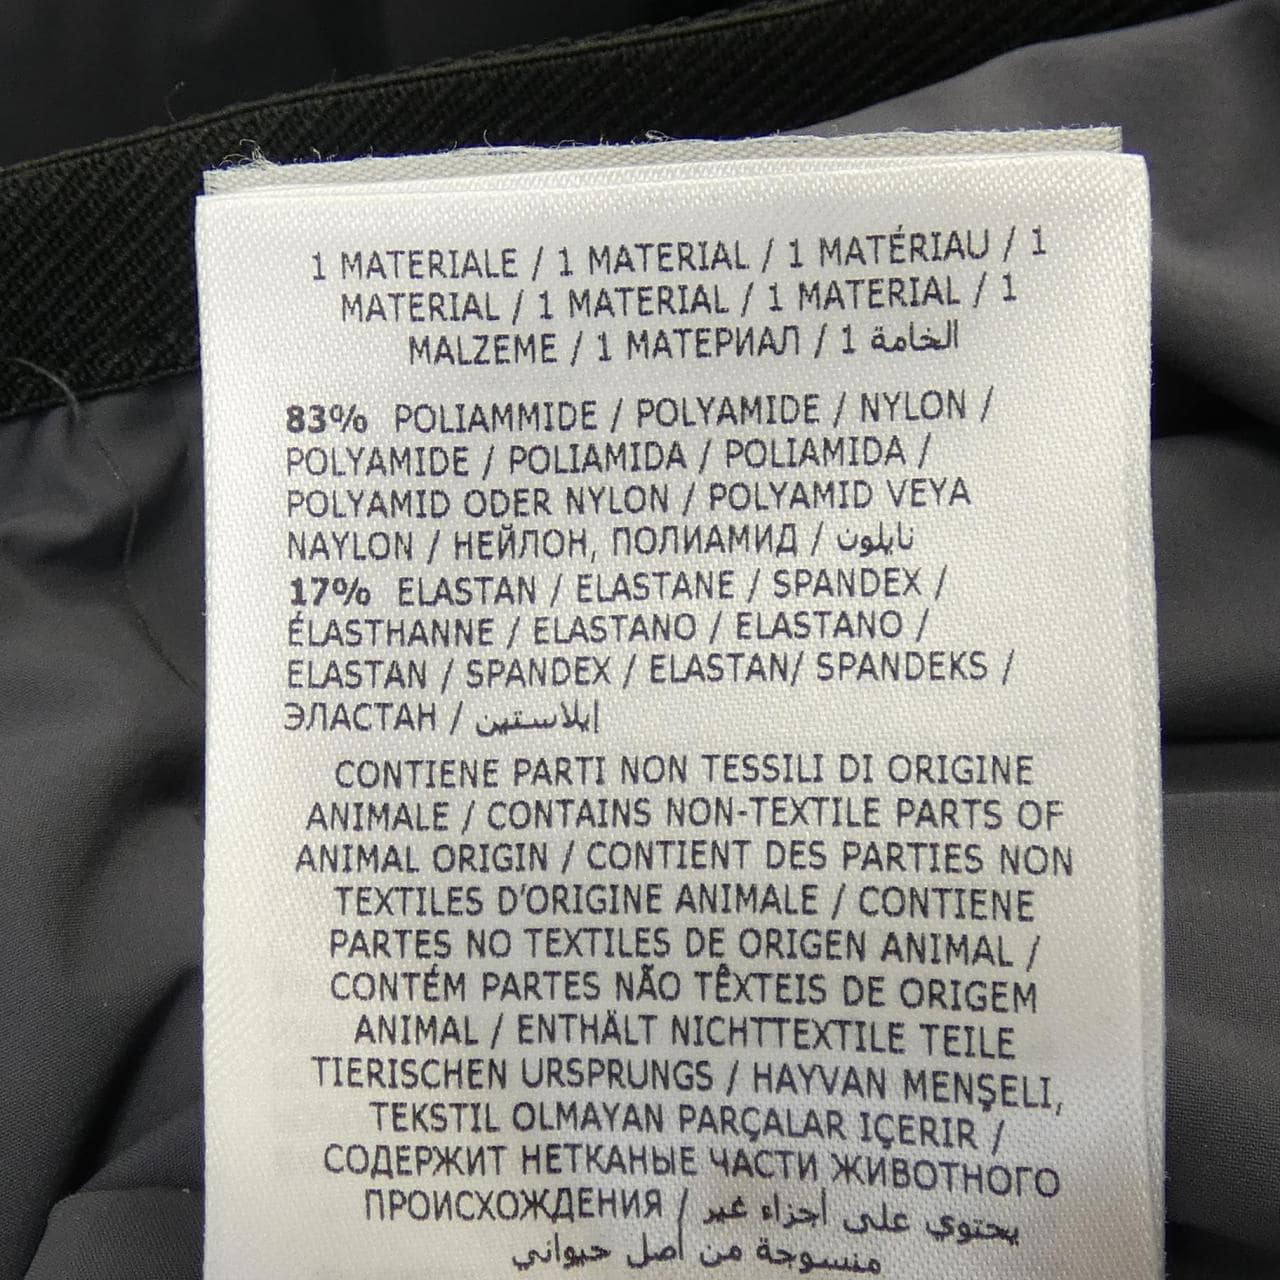 1 MATERIALE / 1 MATERIAL / 1 MATÉRIAU / 1
MATERIAL / 1 MATERIAL / 1 MATERIAL / 1
MALZEME / 1 МАТЕРИАЛ / 1 الخامة
83% POLIAMMIDE / POLYAMIDE / NYLON /
POLYAMIDE / POLIAMIDA / POLIAMIDA /
POLYAMID ODER NYLON / POLYAMID VEYA
NAYLON / НЕЙЛОН, ПОЛИАМИД / نايلون
17% ELASTAN / ELASTANE / SPANDEX /
ÉLASTHANNE / ELASTANO / ELASTANO /
ELASTAN / SPANDEX / ELASTAN/ SPANDEKS /
ЭЛАСТАН / إيلاستين
CONTIENE PARTI NON TESSILI DI ORIGINE
ANIMALE / CONTAINS NON-TEXTILE PARTS OF
ANIMAL ORIGIN / CONTIENT DES PARTIES NON
TEXTILES D'ORIGINE ANIMALE / CONTIENE
PARTES NO TEXTILES DE ORIGEN ANIMAL /
CONTÉM PARTES NÃO TÊXTEIS DE ORIGEM
ANIMAL / ENTHÄLT NICHTTEXTILE TEILE
TIERISCHEN URSPRUNGS / HAYVAN MENŞELI,
TEKSTIL OLMAYAN PARÇALAR IÇERIR /
СОДЕРЖИТ НЕТКАНЫЕ ЧАСТИ ЖИВОТНОГО
ПРОИСХОЖДЕНИЯ / يحتوي على أجزاء غير
منسوجة من أصل حيواني